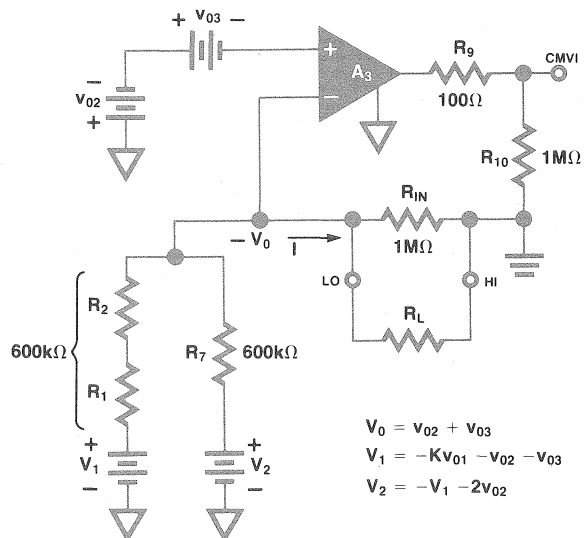 + v03 −
−
v02
+
+
A3
−
R9
100Ω
CMVI
R10 1MΩ
RIN
1MΩ
− V0
I
LO
HI
RL
R2
600kΩ
R1
R7 600kΩ
+
V1
−
+
V2
−
V0 = v02 + v03
V1 = −Kv01 −v02 −v03
V2 = −V1 −2v02